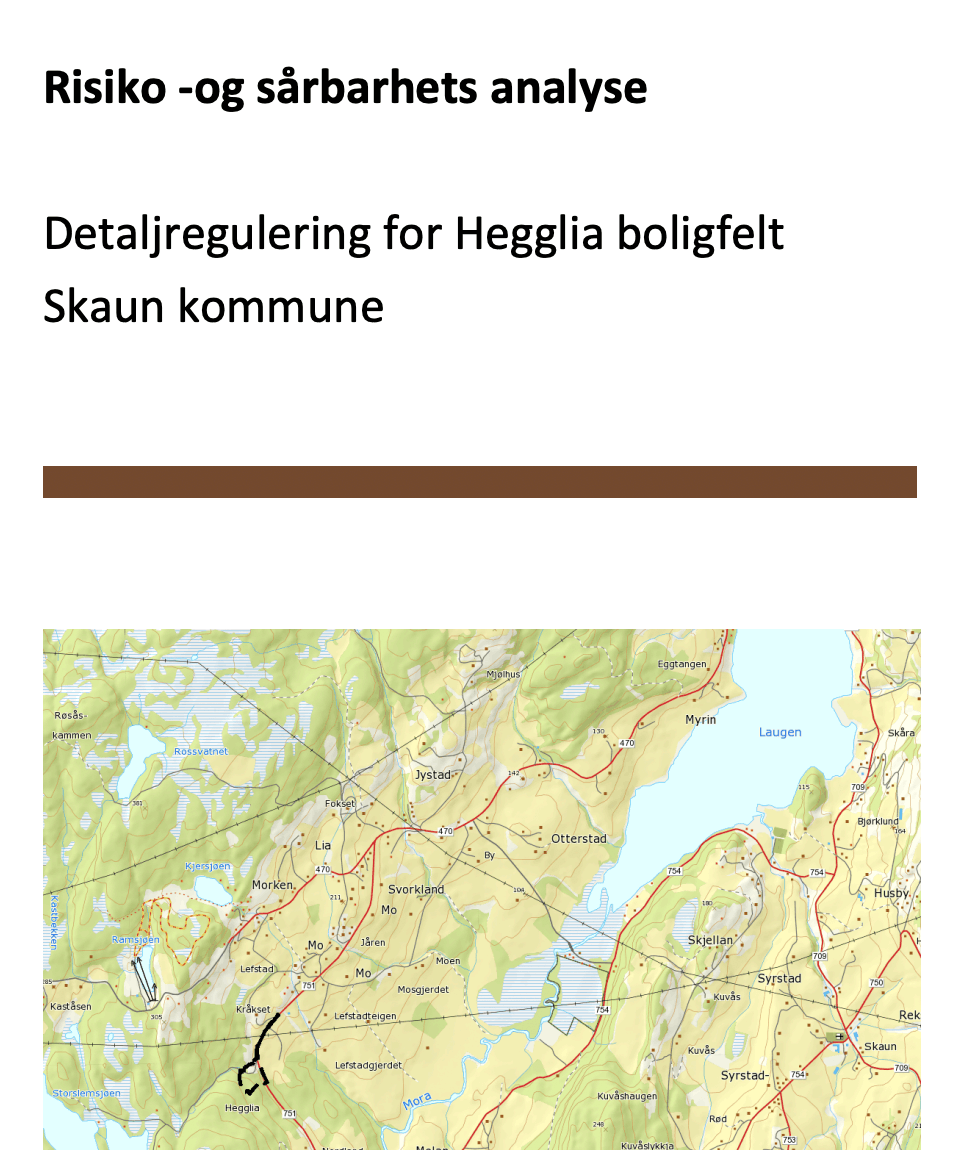 Risiko -og sårbarhets analyse
Detaljregulering for Hegglia boligfelt
Skaun kommune
Mjølhus
Eggtangen
Røsås-
kammen
Myrin
Laugen
Skåra
Rossvatnet
130
470
Jystad
142
115
709
361
Fokset
Bjørklund
164
470
Otterstad
Lia
By
Kjersjøen
470
754
754
Morken
Svorkland
104
Husby
211
Mo
180
Kastbekken
Ramsjøen
Mo
Jåren
Skjellan
H
Lefstad
Mo
Moen
709
Syrstad
285
751
Mosgjerdet
750
Kaståsen
Kråkset
Kuvås
305
Lefstadteigen
754
Rek
Skaun
Kuvås
Lefstadgjerdet
Syrstad-
754
709
Storslemsjøen
Mora
Kuvåshaugen
Hegglia
751
Rød
248
21
753
Kuvåslykkja